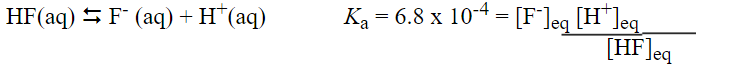 HF(aq) ⇆ F⁻ (aq) + H⁺(aq) Kₐ = 6.8 x 10⁻⁴ = [F⁻]eq [H⁺]eq
[HF]eq